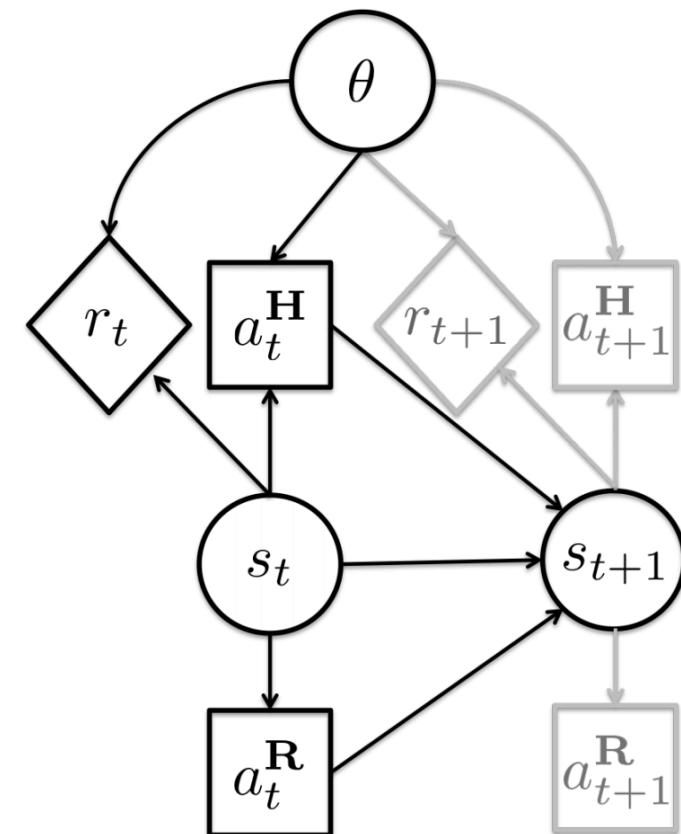 θ
r_t
a_t^H
r_{t+1}
a_{t+1}^H
s_t
s_{t+1}
a_t^R
a_{t+1}^R